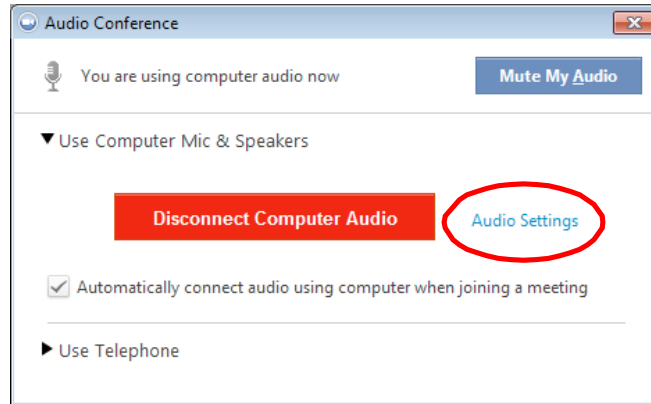 Audio Conference
You are using computer audio now
Mute My Audio
Use Computer Mic & Speakers
Disconnect Computer Audio
Audio Settings
Automatically connect audio using computer when joining a meeting
Use Telephone